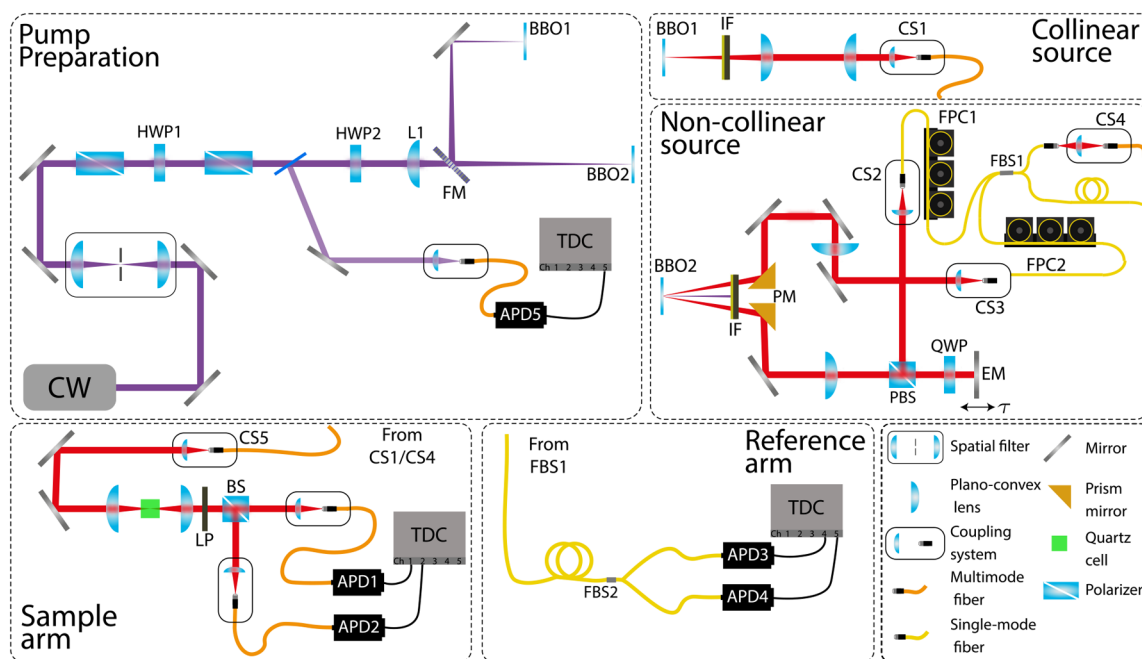 Pump
Preparation
BBO1
HWP1
HWP2
L1
FM
BBO2
TDC
Ch 1 2 3 4 5
APD5
CW
BBO1
IF
CS1
Collinear
source
Non-collinear
source
FPC1
CS2
FBS1
CS4
FPC2
CS3
BBO2
IF
PM
QWP
PBS
EM
τ
CS5
From
CS1/CS4
BS
LP
TDC
Ch 1 2 3 4 5
APD1
APD2
Sample
arm
From
FBS1
Reference
arm
TDC
Ch 1 2 3 4 5
FBS2
APD3
APD4
Spatial filter
Mirror
Plano-convex
lens
Prism
mirror
Coupling
system
Quartz
cell
Multimode
fiber
Polarizer
Single-mode
fiber